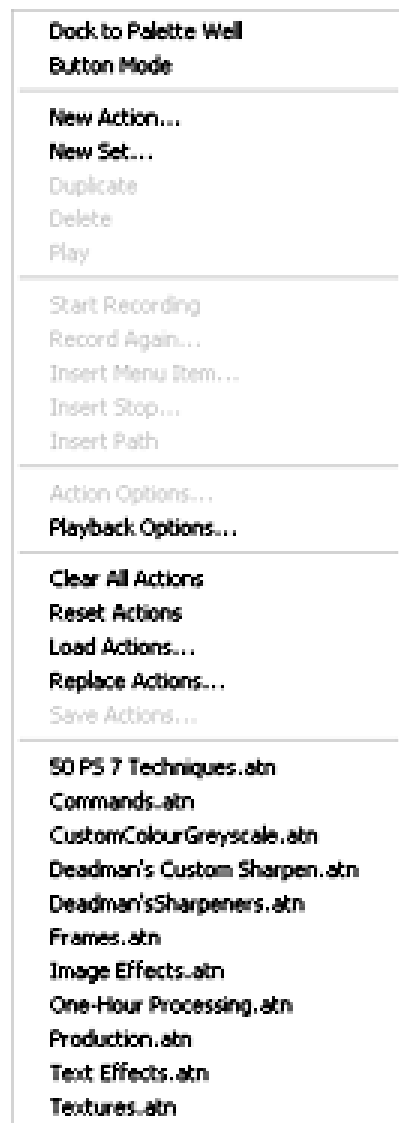 Dock to Palette Well
Button Mode
New Action...
New Set...
Duplicate
Delete
Play
Start Recording
Record Again...
Insert Menu Item...
Insert Stop...
Insert Path
Action Options...
Playback Options...
Clear All Actions
Reset Actions
Load Actions...
Replace Actions...
Save Actions...
50 PS 7 Techniques.atn
Commands.atn
CustomColourGreyscale.atn
Deadman's Custom Sharpen.atn
Deadman'sSharpeners.atn
Frames.atn
Image Effects.atn
One-Hour Processing.atn
Production.atn
Text Effects.atn
Textures.atn